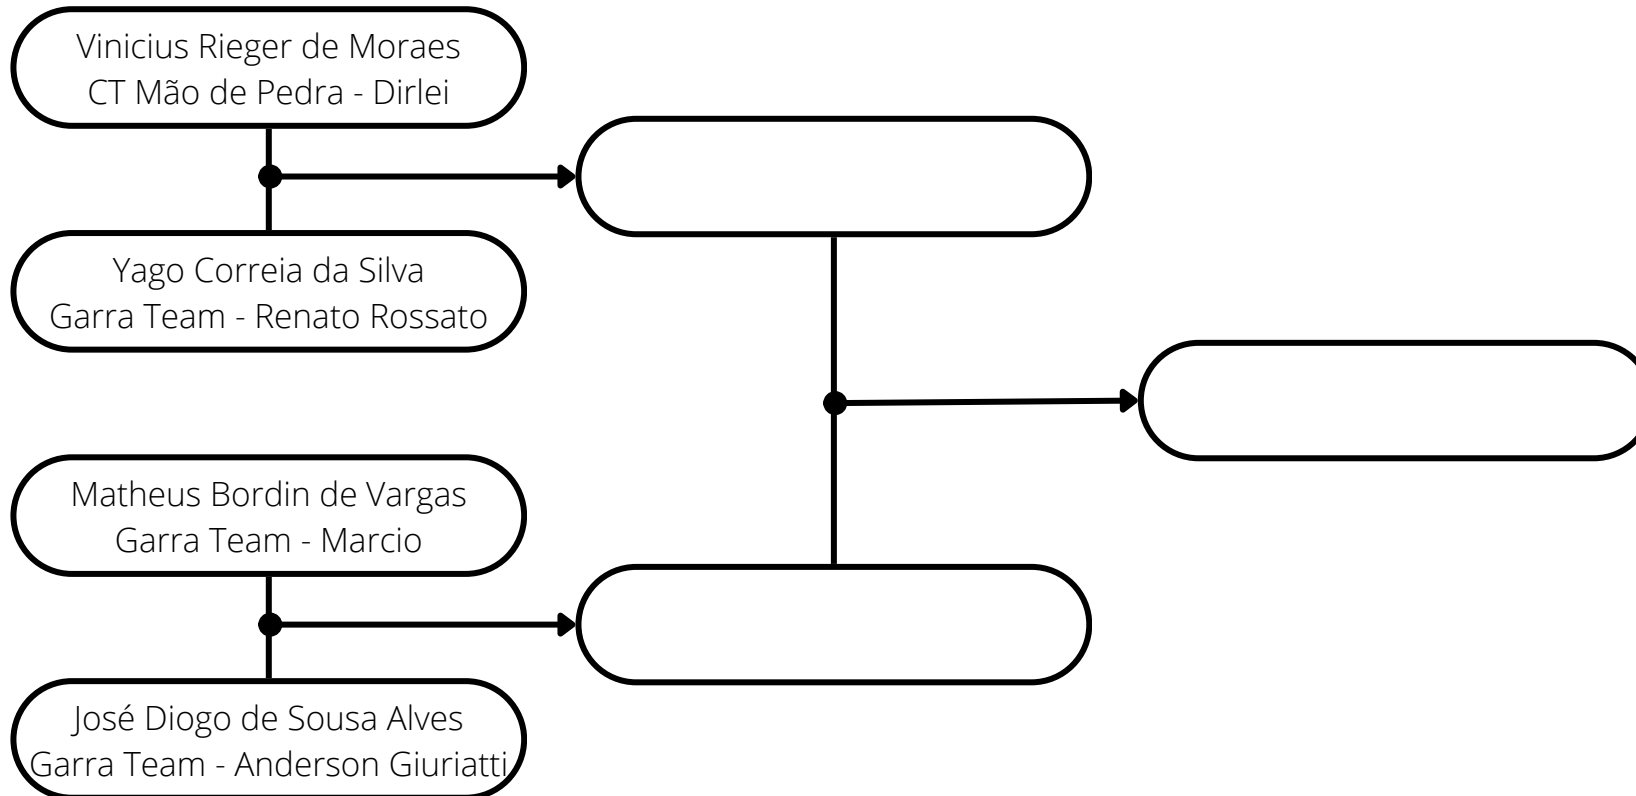 Vinicius Rieger de Moraes
CT Mão de Pedra - Dirlei
Yago Correia da Silva
Garra Team - Renato Rossato
Matheus Bordin de Vargas
Garra Team - Marcio
José Diogo de Sousa Alves
Garra Team - Anderson Giuriatti